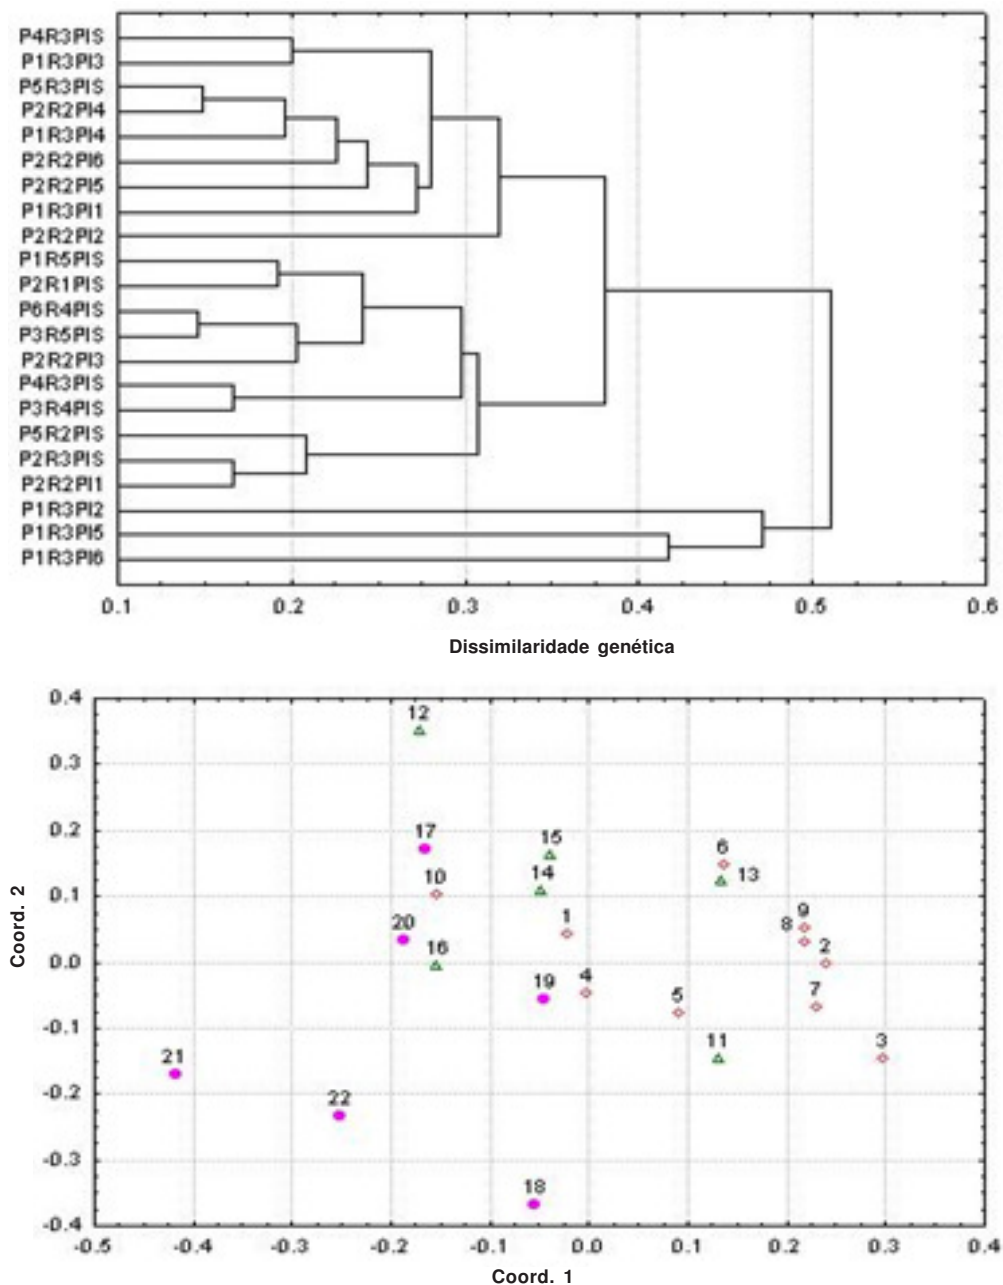 P4R3PIS
P1R3PI3
P5R3PIS
P2R2PI4
P1R3PI4
P2R2PI6
P2R2PI5
P1R3PI1
P2R2PI2
P1R5PIS
P2R1PIS
P6R4PIS
P3R5PIS
P2R2PI3
P4R3PIS
P3R4PIS
P5R2PIS
P2R3PIS
P2R2PI1
P1R3PI2
P1R3PI5
P1R3PI6
0.1 0.2 0.3 0.4 0.5 0.6
Dissimilaridade genética
0.4
12
0.3
0.2
17 15
6
0.1
10 14 13
9
1 8
20
2
0.0
16
19 4
5 7
-0.1
11 3
21
-0.2
22
-0.3
18
-0.4
-0.5 -0.4 -0.3 -0.2 -0.1 0.0 0.1 0.2 0.3 0.4
Coord. 2
Coord. 1